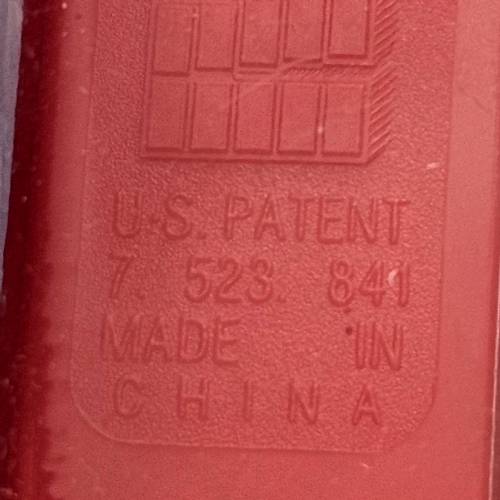 U-S. PATENT
7. 523. 841
MADE IN
CHINA